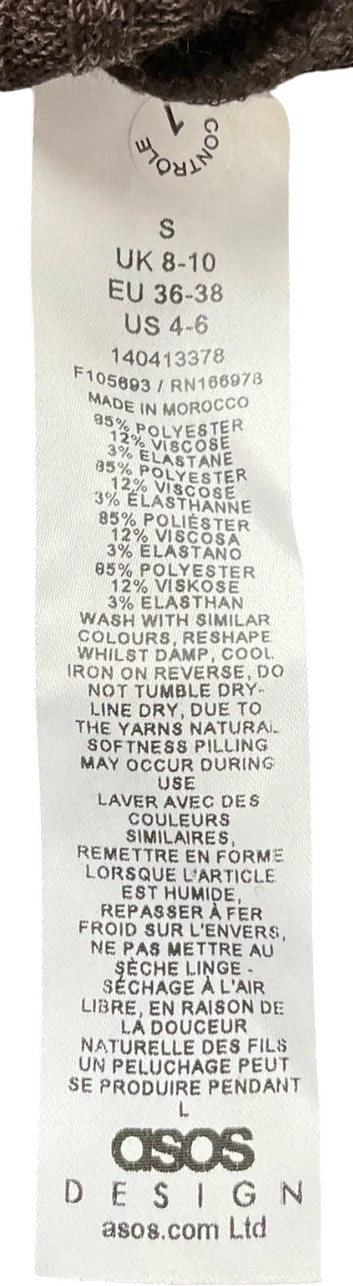 1
CONTROLE
S
UK 8-10
EU 36-38
US 4-6
140413378
F105693 / RN166978
MADE IN MOROCCO
85% POLYESTER
12% VISCOSE
3% ELASTANE
85% POLYESTER
12% VISCOSE
3% ÉLASTHANNE
85% POLIÉSTER
12% VISCOSA
3% ELASTANO
85% POLYESTER
12% VISKOSE
3% ELASTHAN
WASH WITH SIMILAR
COLOURS, RESHAPE
WHILST DAMP, COOL
IRON ON REVERSE, DO
NOT TUMBLE DRY-
LINE DRY, DUE TO
THE YARNS NATURAL
SOFTNESS PILLING
MAY OCCUR DURING
USE
LAVER AVEC DES
COULEURS
SIMILAIRES,
REMETTRE EN FORME
LORSQUE L'ARTICLE
EST HUMIDE,
REPASSER À FER
FROID SUR L'ENVERS,
NE PAS METTRE AU
SÈCHE LINGE -
SÉCHAGE À L'AIR
LIBRE, EN RAISON DE
LA DOUCEUR
NATURELLE DES FILS
UN PELUCHAGE PEUT
SE PRODUIRE PENDANT
L
asos
DESIGN
asos.com Ltd